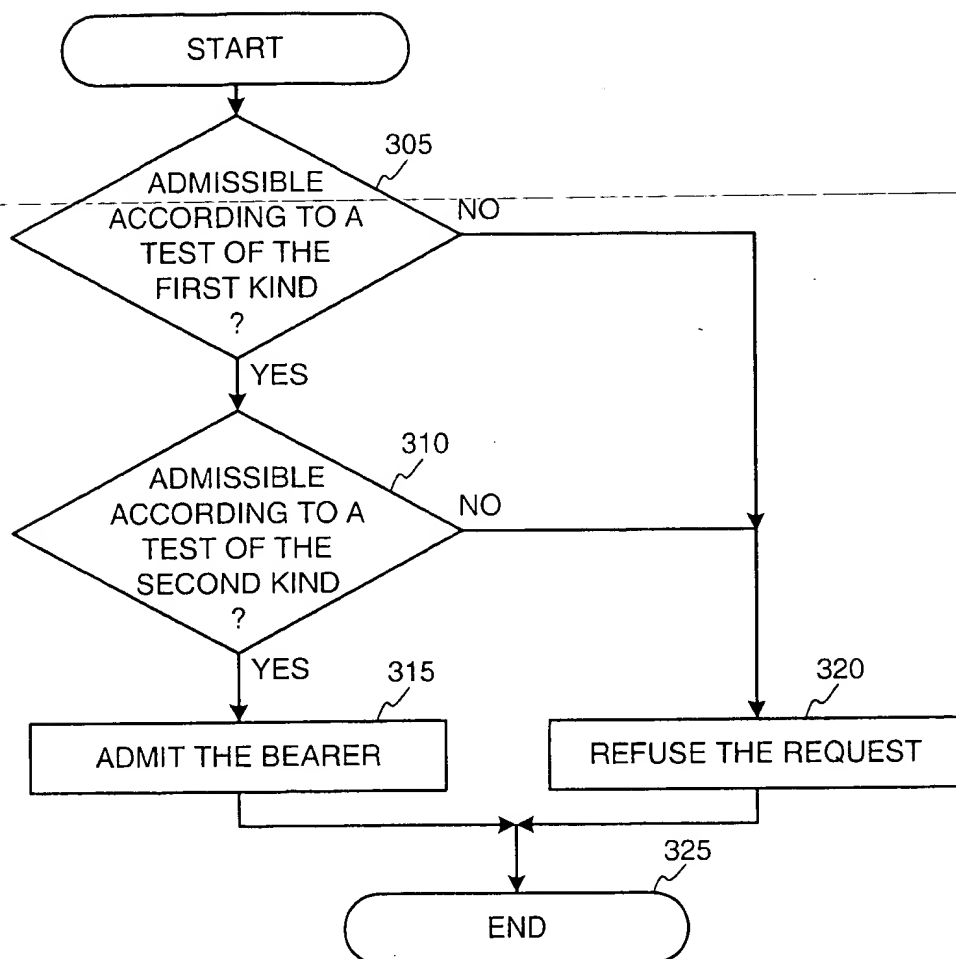 START
305
ADMISSIBLE
ACCORDING TO A
TEST OF THE
FIRST KIND
?
NO
YES
310
ADMISSIBLE
ACCORDING TO A
TEST OF THE
SECOND KIND
?
NO
YES
315
ADMIT THE BEARER
320
REFUSE THE REQUEST
325
END